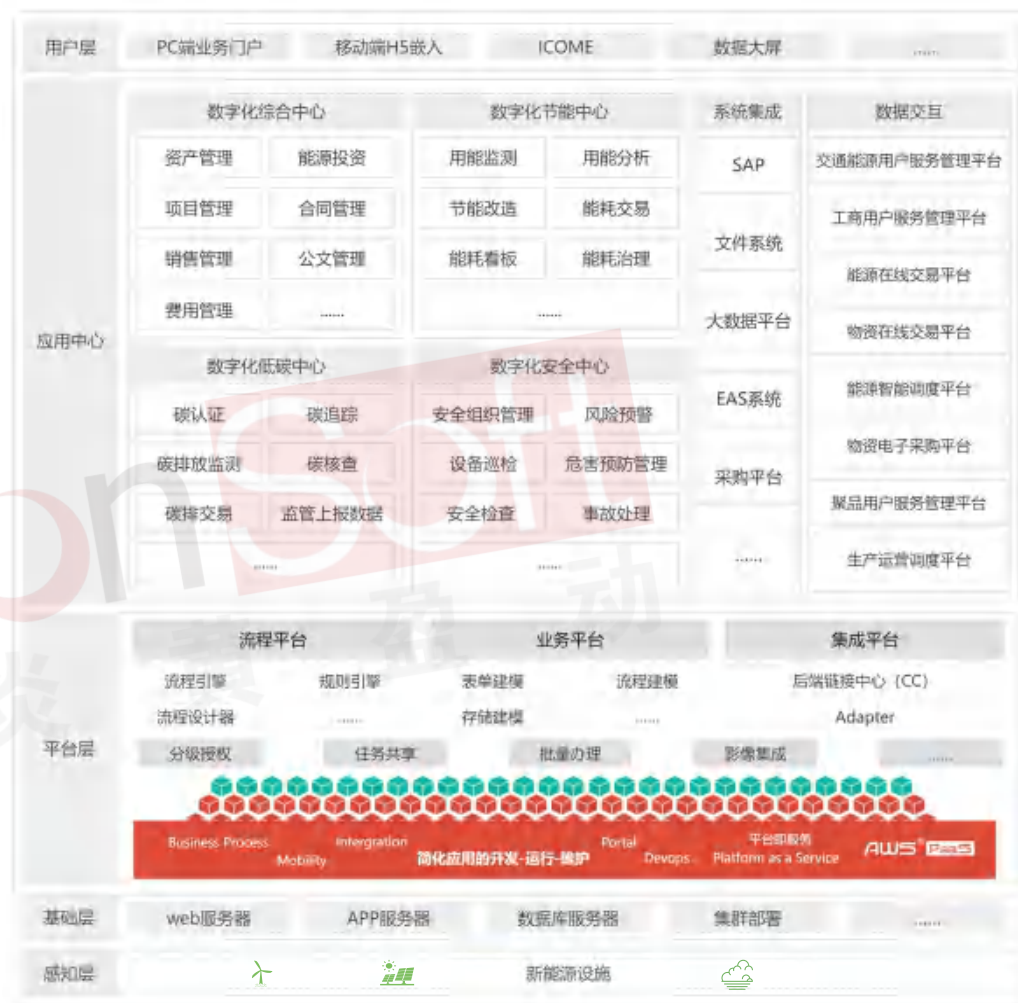 用户层 PC端业务门户 移动端H5嵌入 ICOME 数据大屏 ......
应用中心
数字化综合中心 数字化节能中心 系统集成 数据交互
资产管理 能源投资 用能监测 用能分析 SAP 交通能源用户服务管理平台
项目管理 合同管理 节能改造 能耗交易 文件系统 工商用户服务管理平台
销售管理 公文管理 能耗看板 能耗治理 大数据平台 能源在线交易平台
费用管理 ...... ...... 物资在线交易平台
数字化低碳中心 数字化安全中心 EAS系统 能源智能调度平台
碳认证 碳追踪 安全组织管理 风险预警 采购平台 物资电子采购平台
碳排放监测 碳核查 设备巡检 危害预防管理 ...... 聚品用户服务管理平台
碳排交易 监管上报数据 安全检查 事故处理 生产运营调度平台
...... ......
平台层
流程平台 业务平台 集成平台
流程引擎 规则引擎 表单建模 流程建模 后端链接中心（CC）
流程设计器 ...... 存储建模 ...... Adapter
分级授权 任务共享 批量办理 影像集成 ......
Business Process Intergration Portal 平台即服务 AWS® PaaS
Mobility 简化应用的开发-运行-维护 Devops Platform as a Service
基础层 web服务器 APP服务器 数据库服务器 集群部署 ......
感知层 新能源设施
onSoft
炎黄盈动